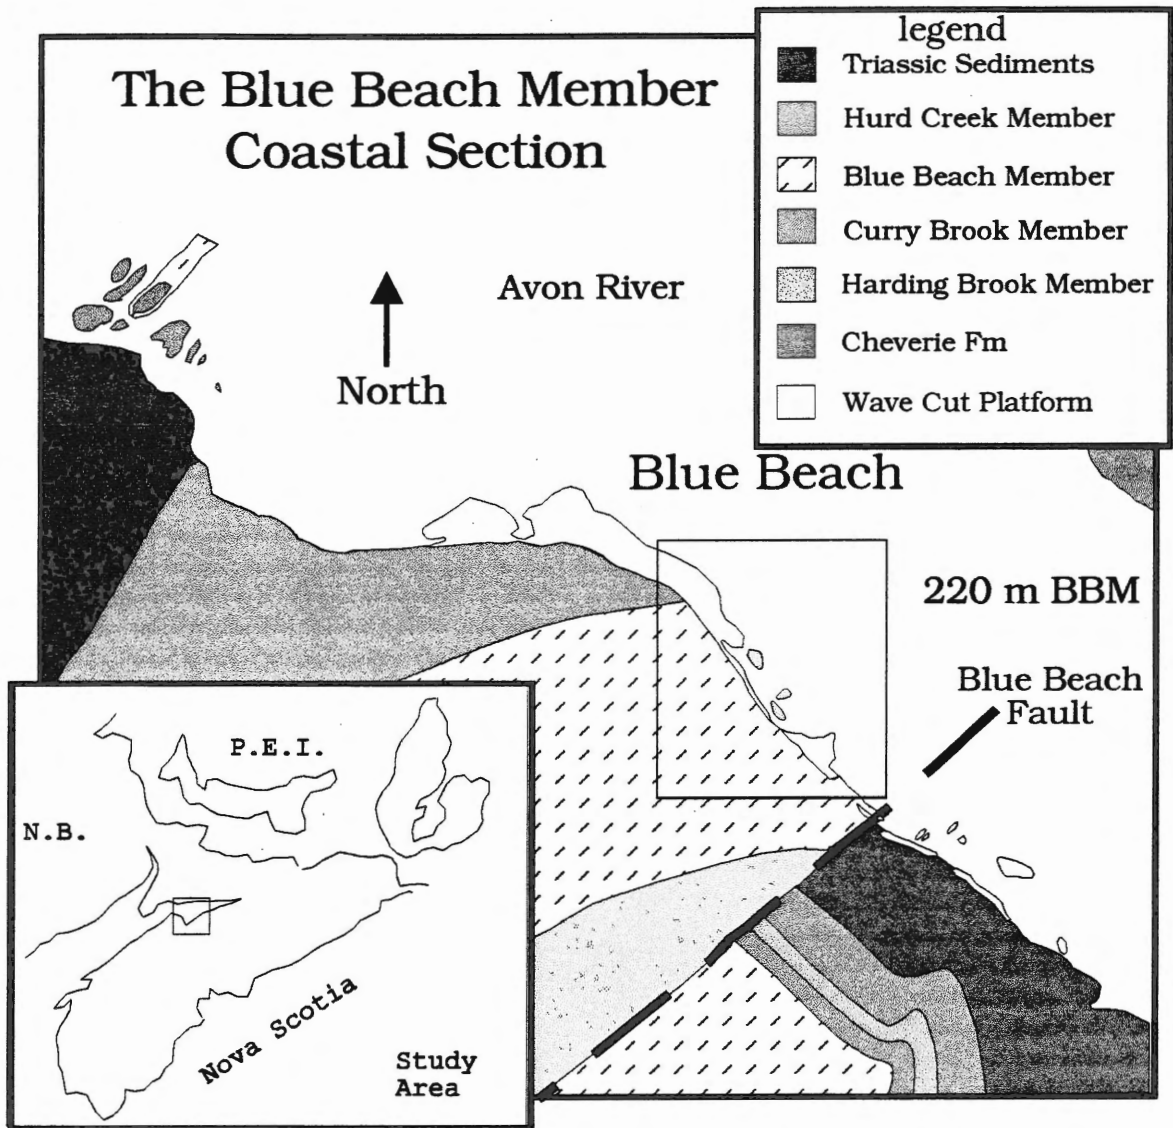 The Blue Beach Member
Coastal Section
legend
Triassic Sediments
Hurd Creek Member
Blue Beach Member
Curry Brook Member
Harding Brook Member
Cheverie Fm
Wave Cut Platform
Avon River
North
Blue Beach
220 m BBM
Blue Beach
Fault
P.E.I.
N.B.
Nova Scotia
Study
Area